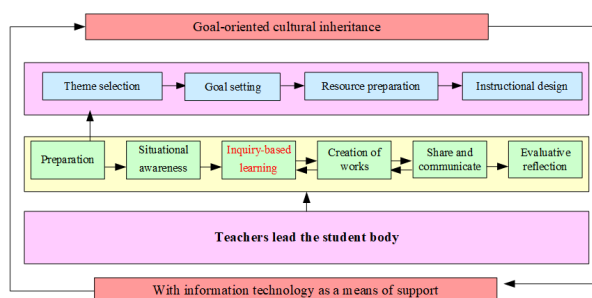 Goal-oriented cultural inheritance
Theme selection
Goal setting
Resource preparation
Instructional design
Preparation
Situational
awareness
Inquiry-based
learning
Creation of
works
Share and
communicate
Evaluative
reflection
Teachers lead the student body
With information technology as a means of support